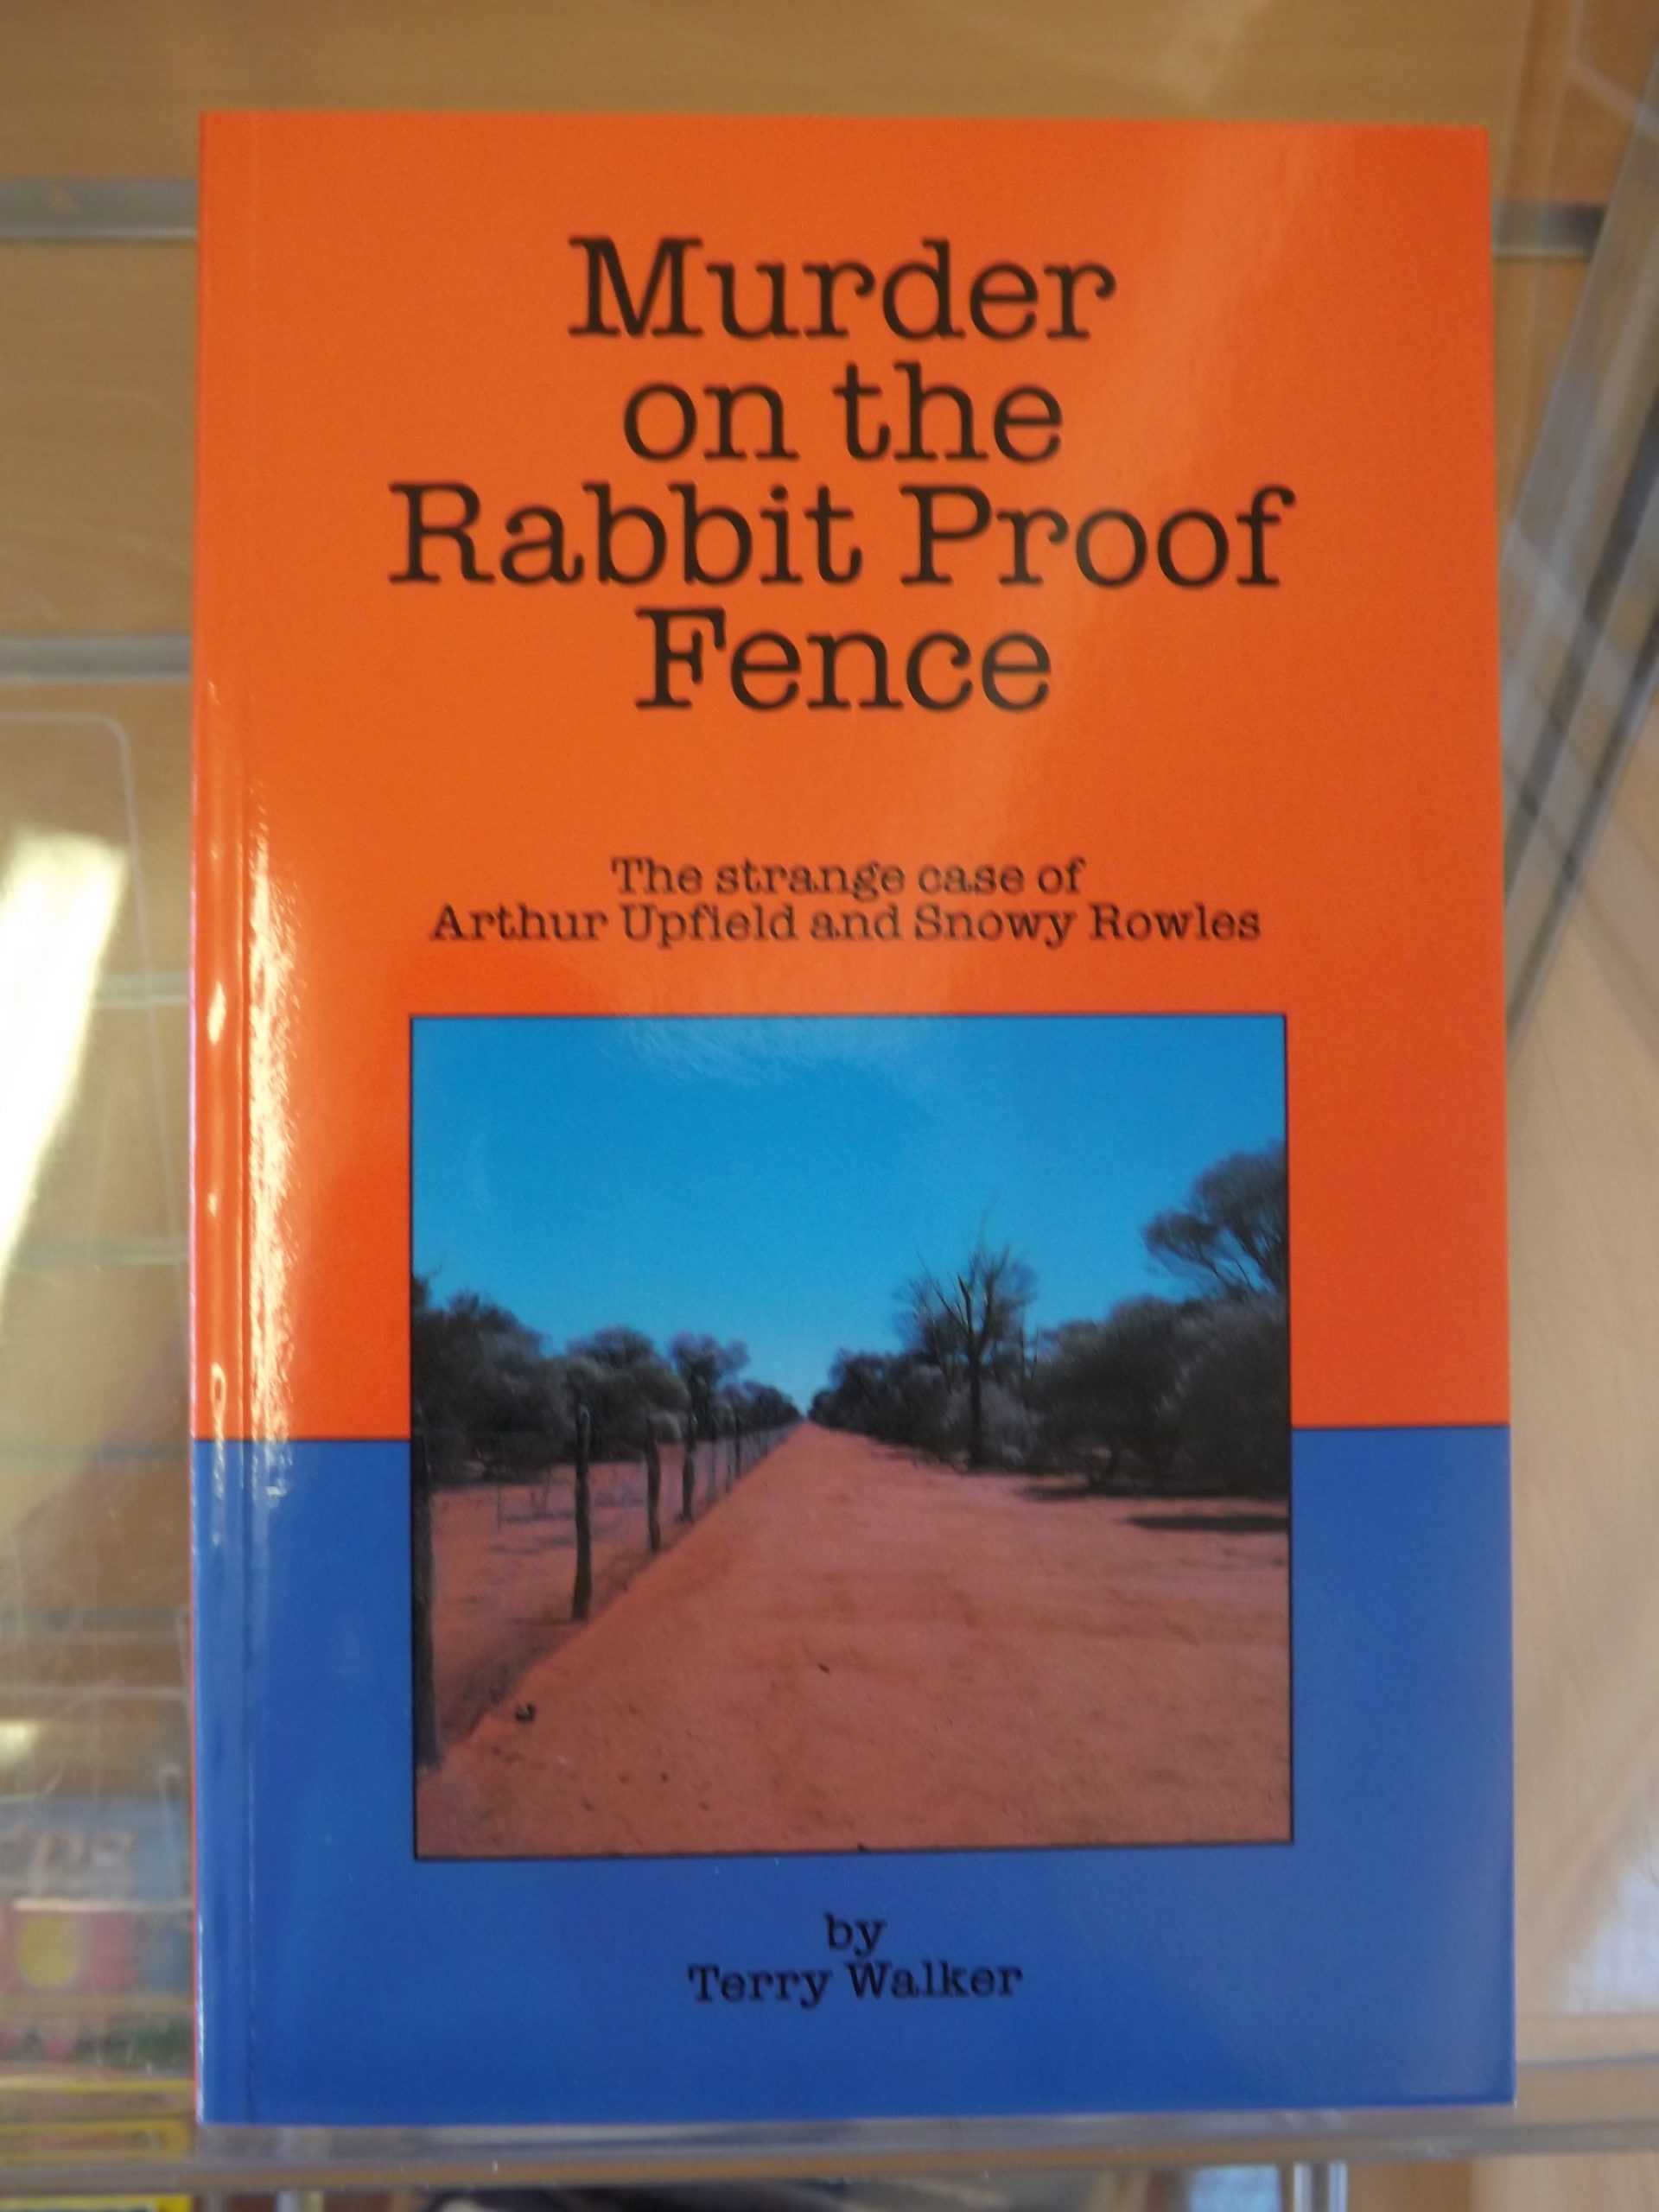 Murder
on the
Rabbit Proof
Fence
The strange case of
Arthur Upfield and Snowy Rowles
by
Terry Walker